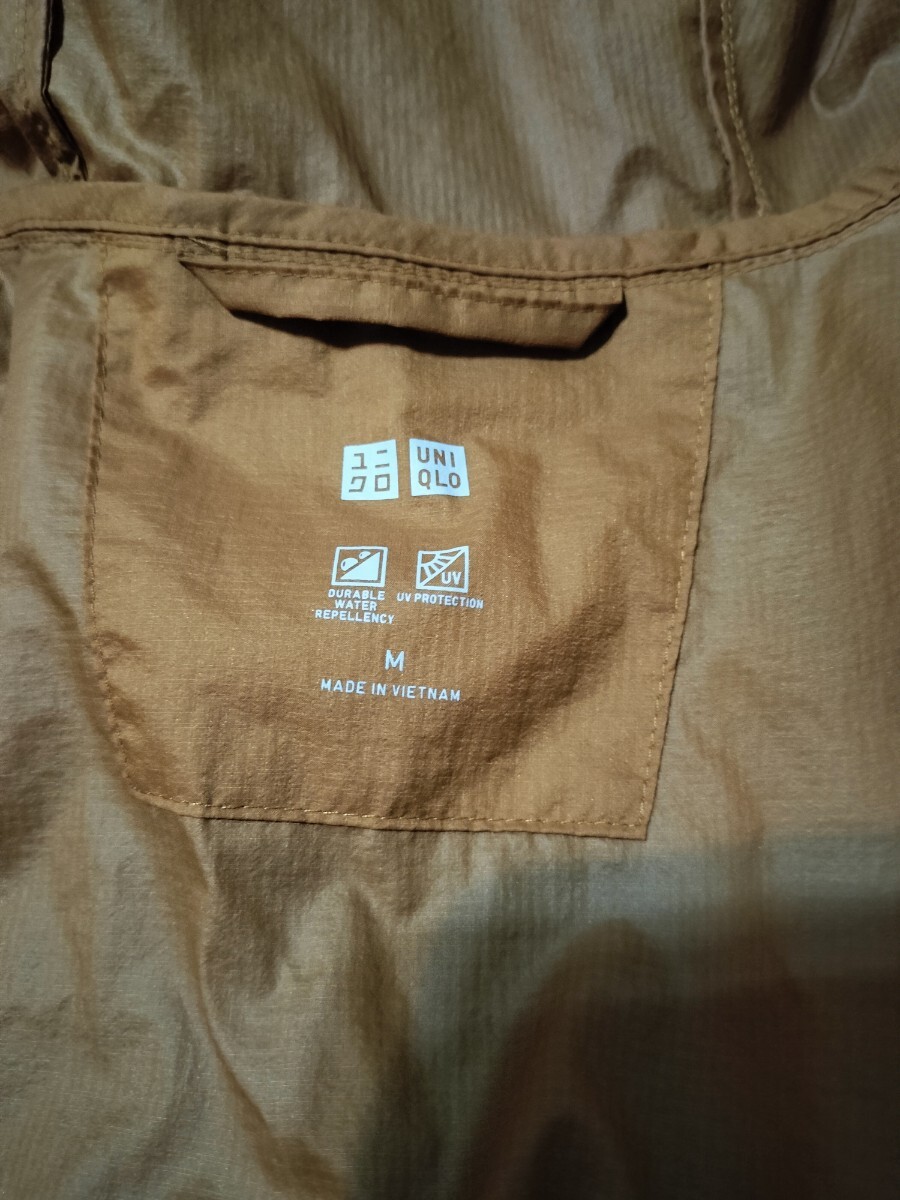 ユニ
クロ
UNI
QLO
UV
DURABLE
WATER
REPELLENCY
UV PROTECTION
M
MADE IN VIETNAM